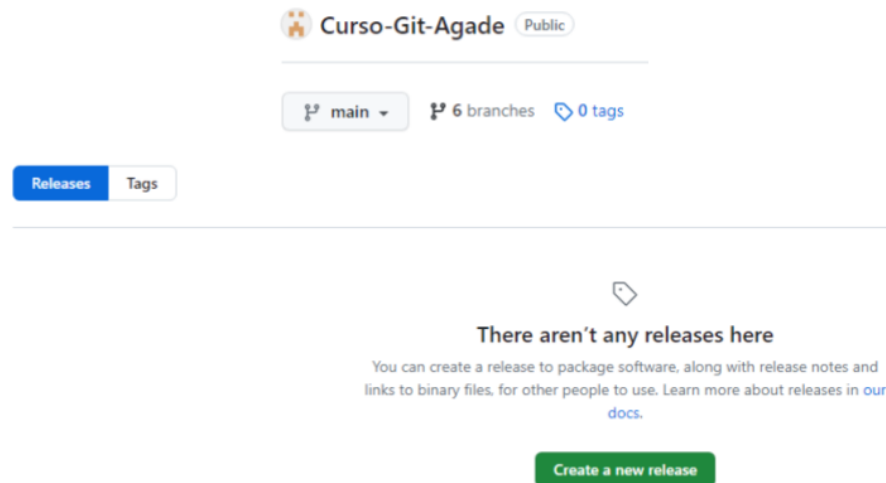 Curso-Git-Agade Public
main 6 branches 0 tags
Releases Tags
There aren't any releases here
You can create a release to package software, along with release notes and
links to binary files, for other people to use. Learn more about releases in our
docs.
Create a new release